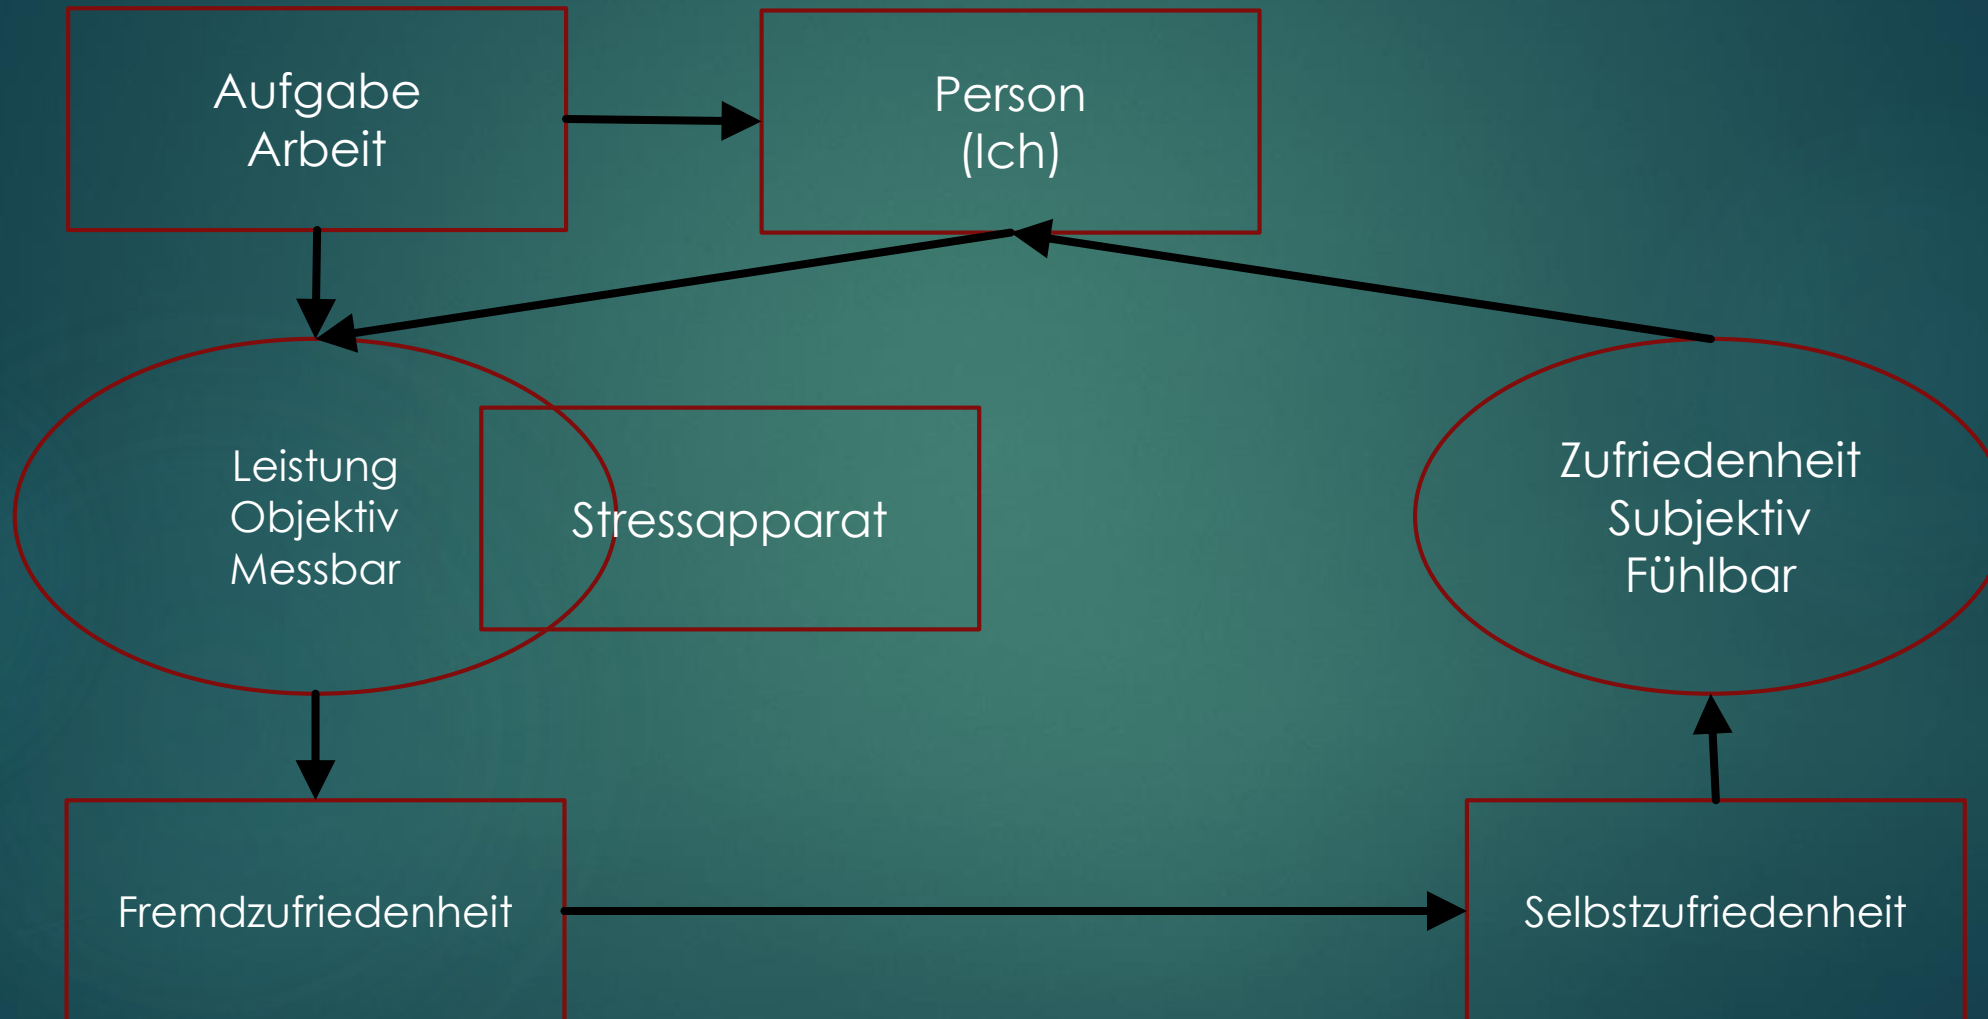 Aufgabe
Arbeit
Person
(Ich)
Leistung
Objektiv
Messbar
Stressapparat
Zufriedenheit
Subjektiv
Fühlbar
Fremdzufriedenheit
Selbstzufriedenheit